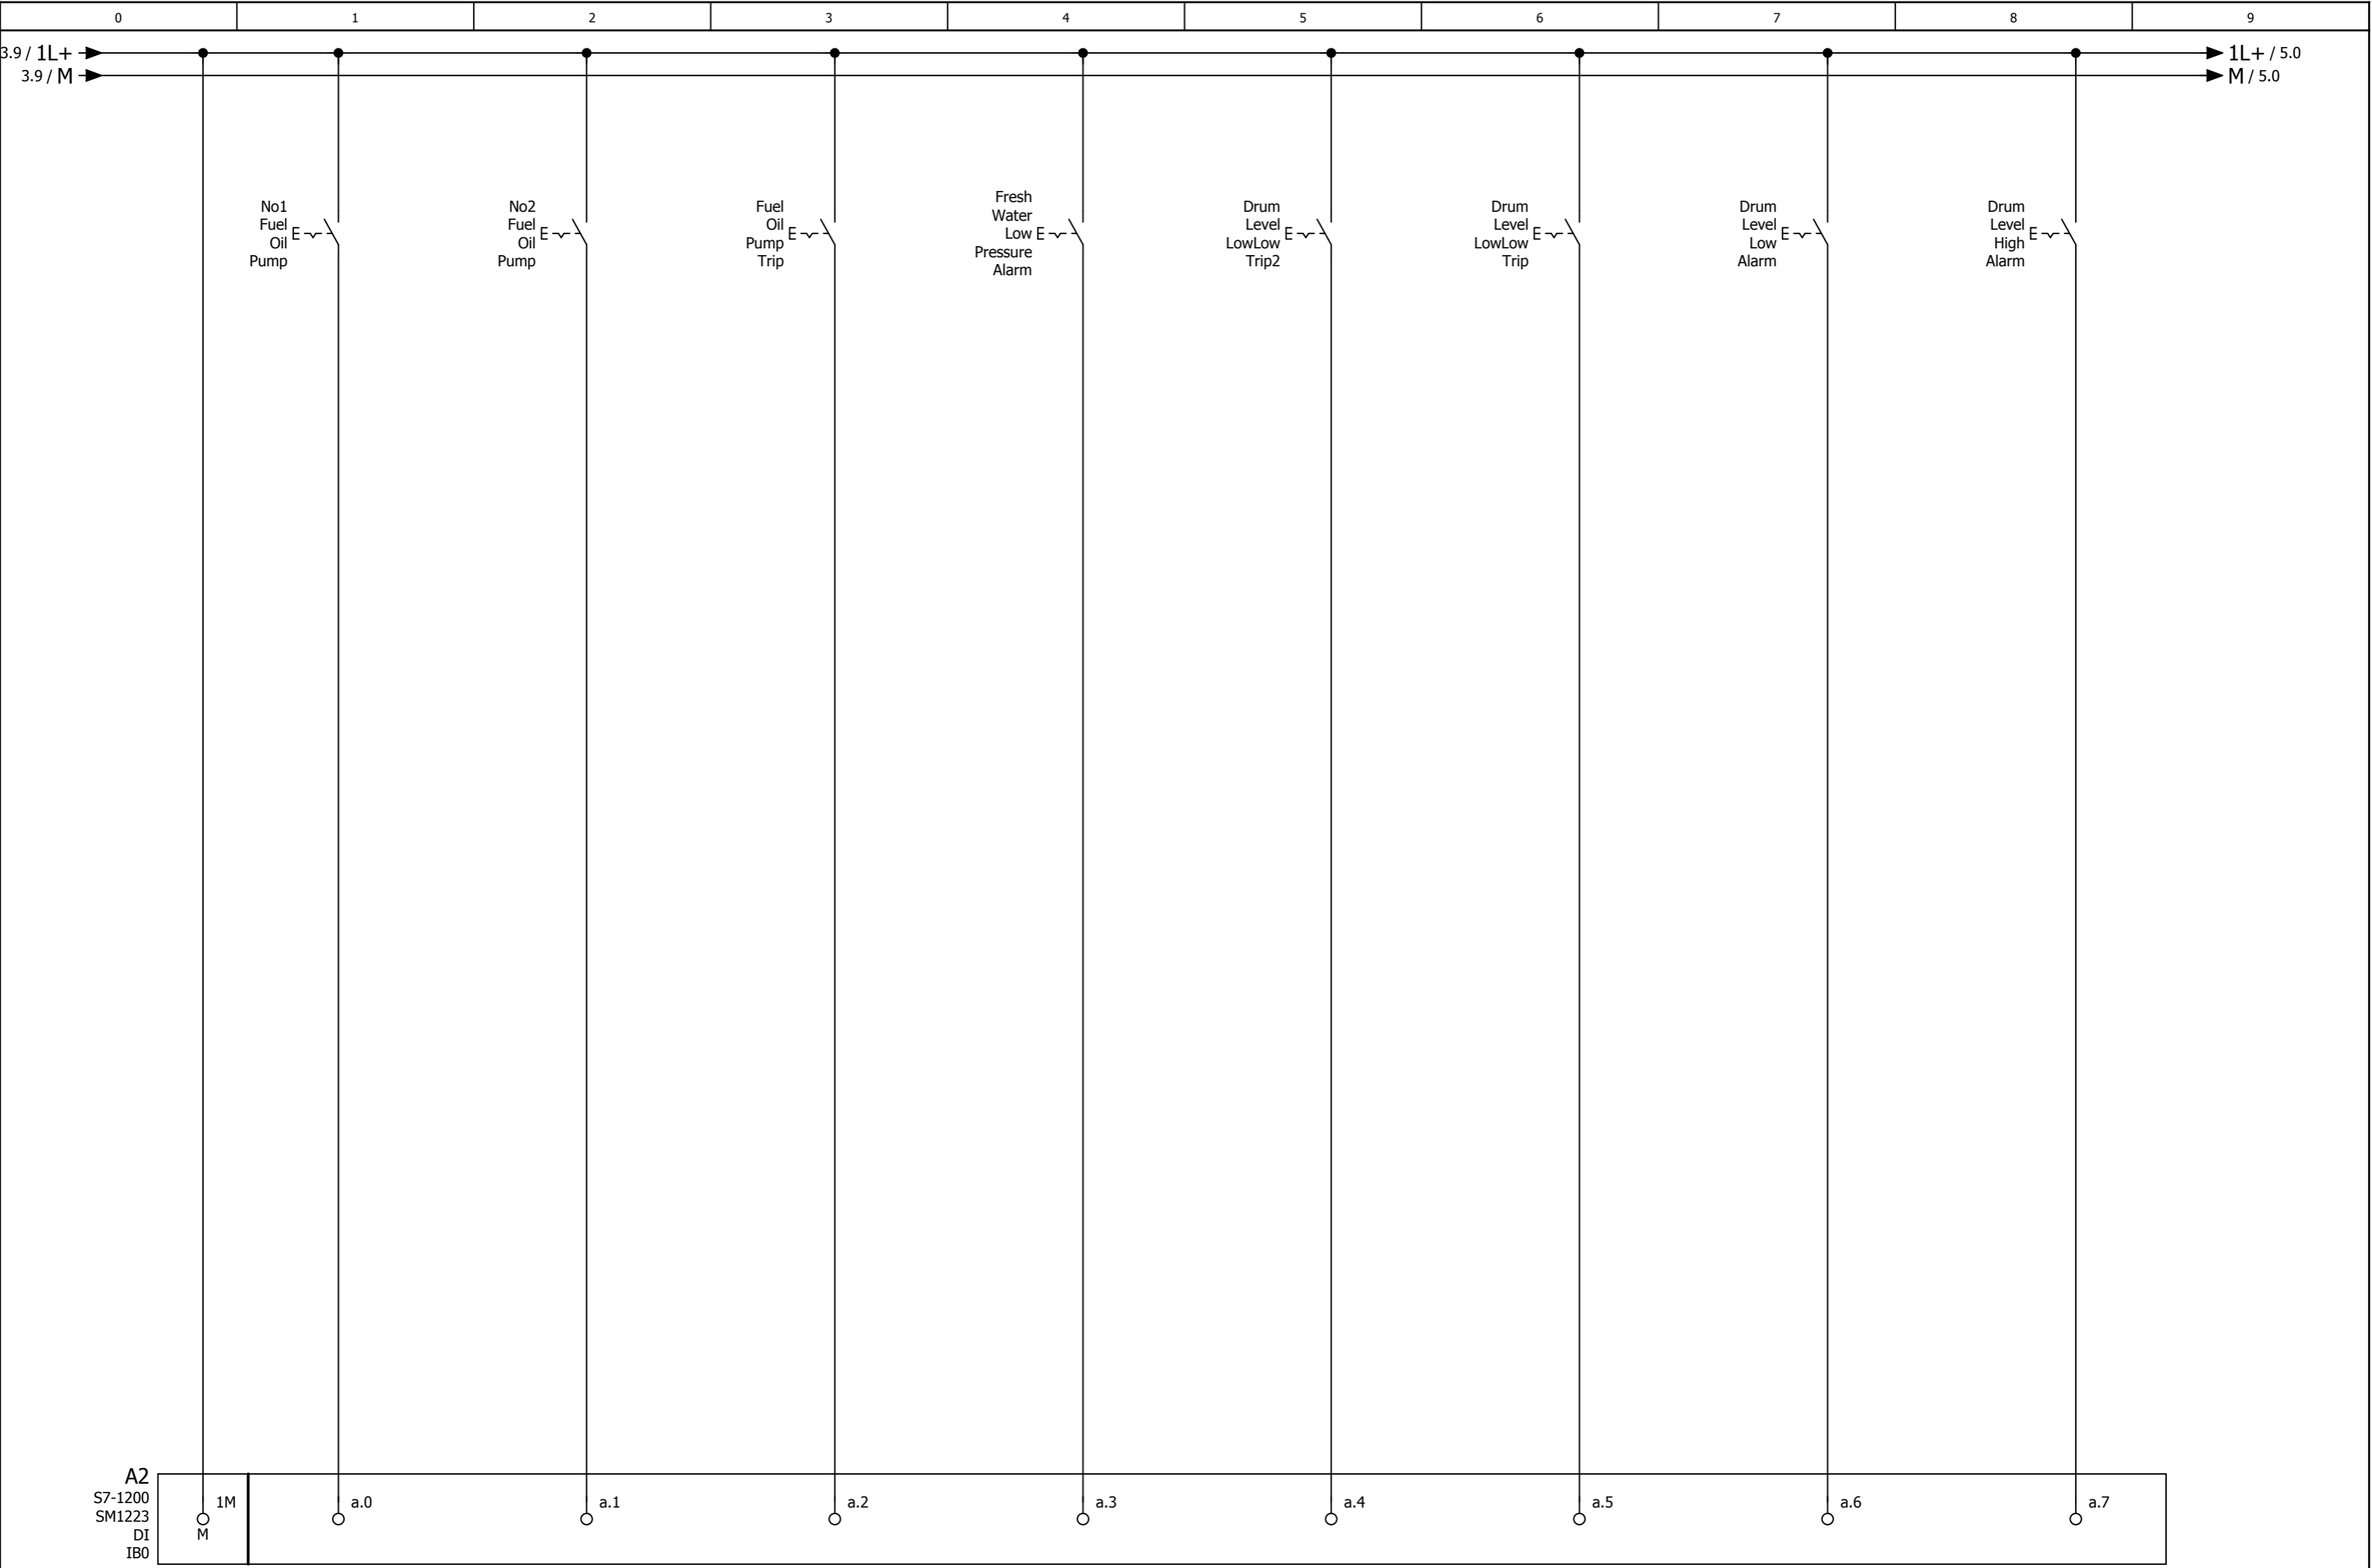 0 1 2 3 4 5 6 7 8 9
3.9 / 1L+ 1L+ / 5.0
3.9 / M M / 5.0
No1
Fuel
Oil
Pump
E
No2
Fuel
Oil
Pump
E
Fuel
Oil
Pump
Trip
E
Fresh
Water
Low
Pressure
Alarm
E
Drum
Level
LowLow
Trip2
E
Drum
Level
LowLow
Trip
E
Drum
Level
Low
Alarm
E
Drum
Level
High
Alarm
E
A2
S7-1200
SM1223
DI
IB0
1M
M
a.0 a.1 a.2 a.3 a.4 a.5 a.6 a.7